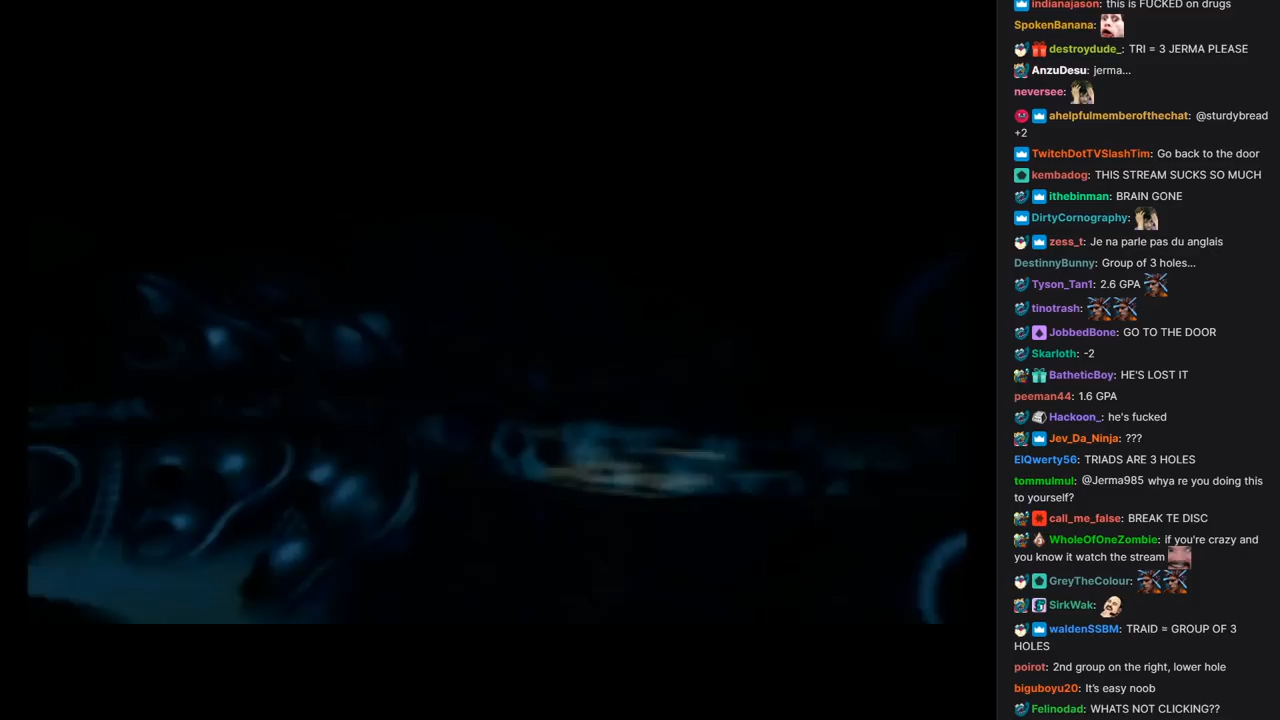 indianajason: this is FUCKED on drugs
SpokenBanana:
destroydude_: TRI = 3 JERMA PLEASE
AnzuDesu: jerma...
neversee:
ahelpfulmemberofthechat: @sturdybread
+2
TwitchDotTVSlashTim: Go back to the door
kembadog: THIS STREAM SUCKS SO MUCH
ithebinman: BRAIN GONE
DirtyCornography:
zess_t: Je na parle pas du anglais
DestinnyBunny: Group of 3 holes...
Tyson_Tan1: 2.6 GPA
tinotrash:
JobbedBone: GO TO THE DOOR
Skarloth: -2
BatheticBoy: HE'S LOST IT
peeman44: 1.6 GPA
Hackoon_: he's fucked
Jev_Da_Ninja: ???
ElQwerty56: TRIADS ARE 3 HOLES
tommulmul: @Jerma985 whya re you doing this
to yourself?
call_me_false: BREAK TE DISC
WholeOfOneZombie: if you're crazy and
you know it watch the stream
GreyTheColour:
SirkWak:
waldenSSBM: TRAID = GROUP OF 3
HOLES
poirot: 2nd group on the right, lower hole
biguboyu20: It's easy noob
Felinodad: WHATS NOT CLICKING??